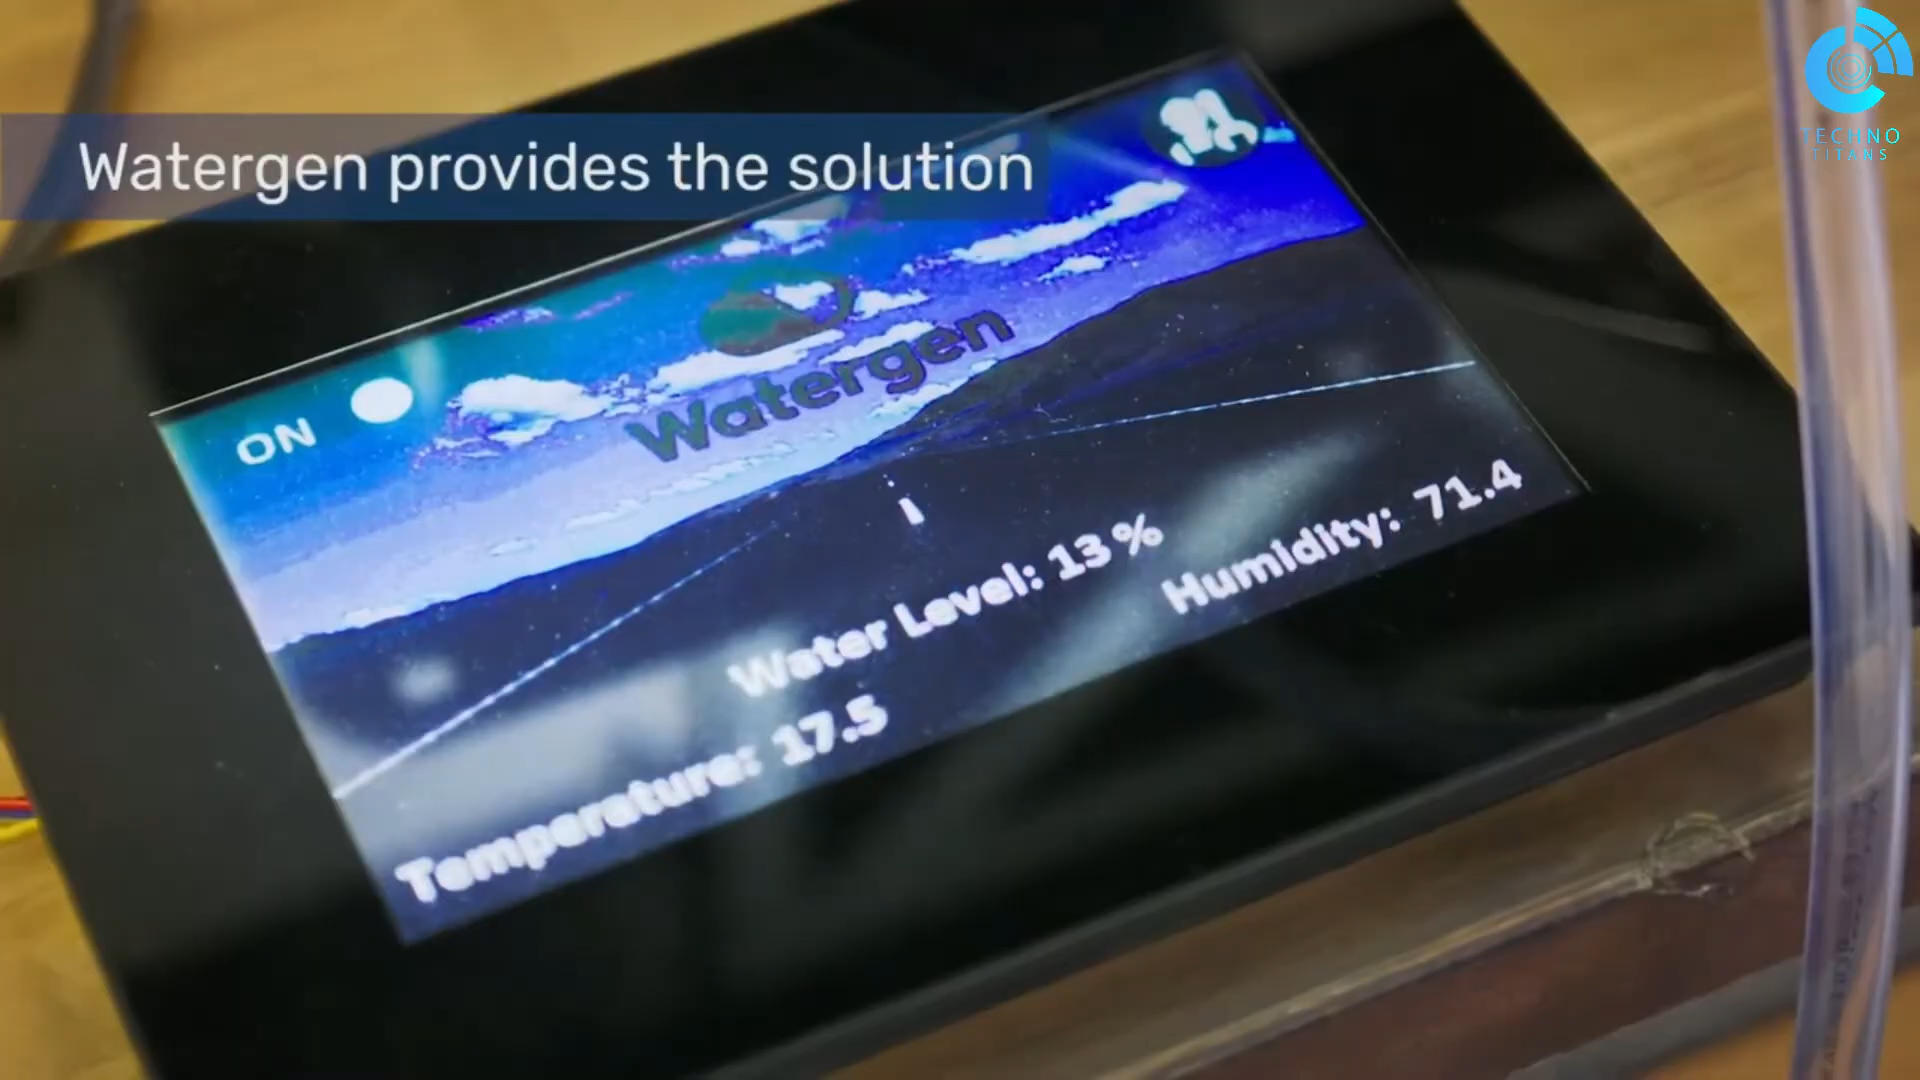 Watergen provides the solution
TECHNO
TITANS
ON
Watergen
Water Level: 13 %
Humidity: 71.4
Temperature: 17.5